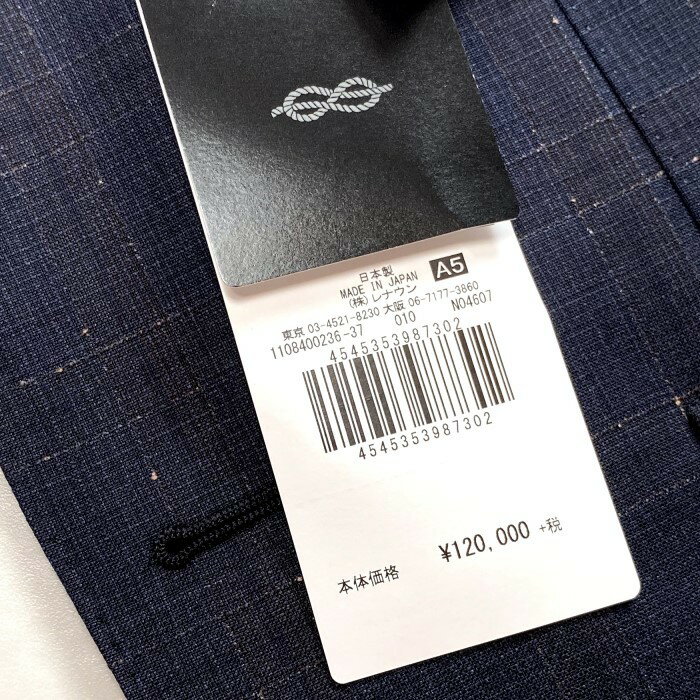 日本製
MADE IN JAPAN A5
(株)レナウン
東京 03-4521-8230 大阪 06-7177-3860
1108400236-37 010 N04607
4545353987302
4545353987302
¥120,000 +税
本体価格